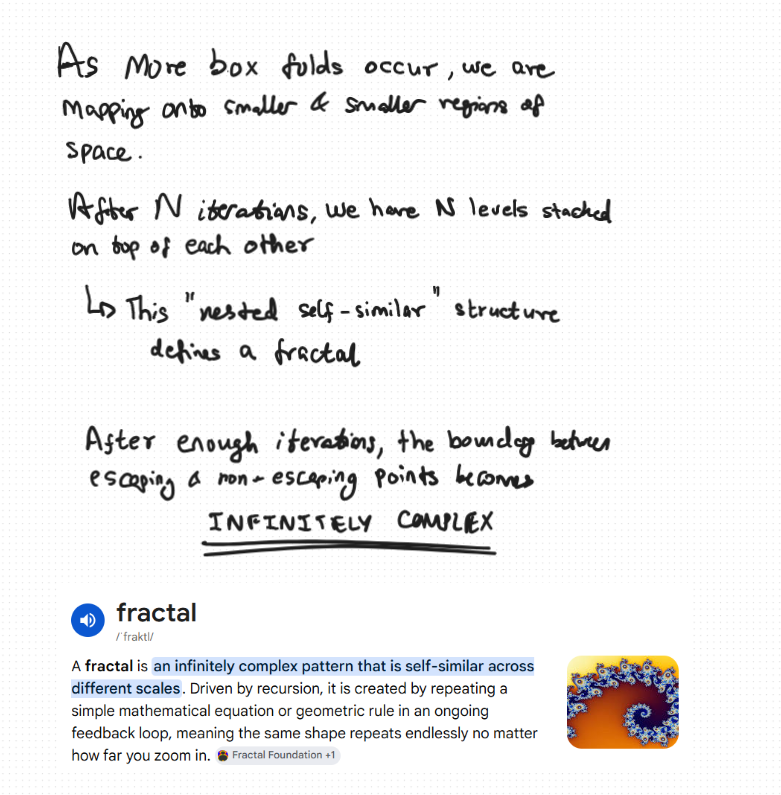 As More box folds occur, we are
Mapping onto smaller & smaller regions of
space.
After N iterations, we have N levels stacked
on top of each other
↳ This "nested self-similar" structure
defines a fractal
After enough iterations, the boundary between
escaping & non-escaping points becomes
INFINITELY COMPLEX
fractal
/ˈfraktl/
A fractal is an infinitely complex pattern that is self-similar across
different scales. Driven by recursion, it is created by repeating a
simple mathematical equation or geometric rule in an ongoing
feedback loop, meaning the same shape repeats endlessly no matter
how far you zoom in. Fractal Foundation +1